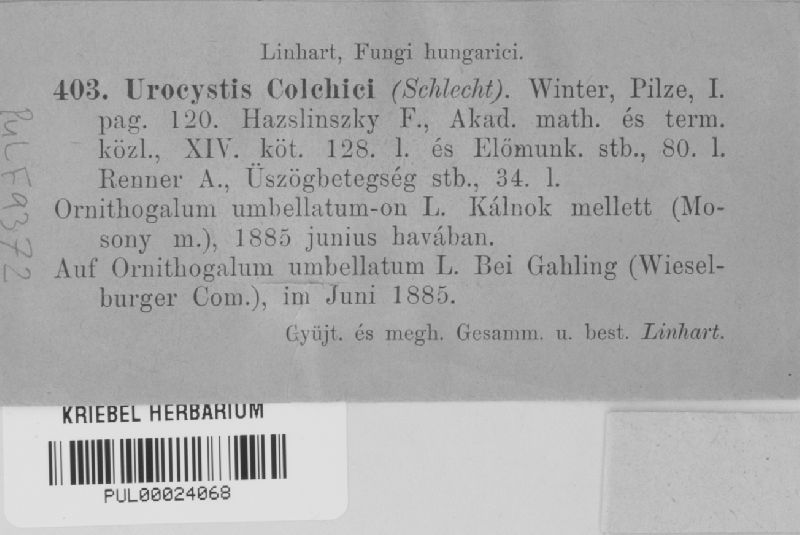 Linhart, Fungi hungarici.
403. Urocystis Colchici (Schlecht). Winter, Pilze, I.
pag. 120. Hazslinszky F., Akad. math. és term.
közl., XIV. köt. 128. l. és Előmunk. stb., 80. l.
Renner A., Üszögbetegség stb., 34. l.
Ornithogalum umbellatum-on L. Kálnok mellett (Mo-
sony m.), 1885 junius havában.
Auf Ornithogalum umbellatum L. Bei Gahling (Wiesel-
burger Com.), im Juni 1885.
Gyüjt. és megh. Gesamm. u. best. Linhart.
PUL F9372
KRIEBEL HERBARIUM
PUL00024068